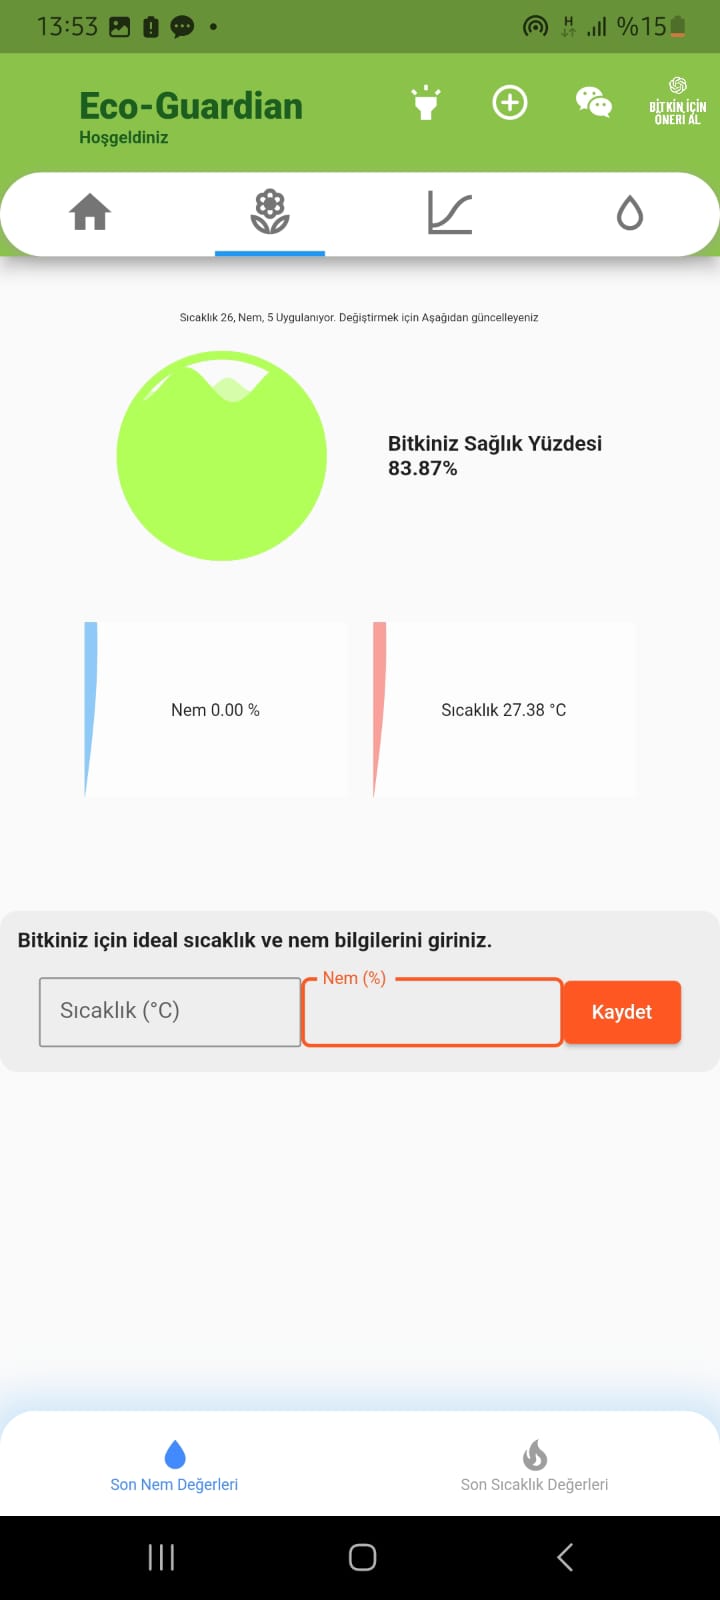 13:53
H
%15
Eco-Guardian
Hoşgeldiniz
BİTKİN İÇİN
ÖNERİ AL
Sıcaklık 26, Nem, 5 Uygulanıyor. Değiştirmek için Aşağıdan güncelleyeniz
Bitkiniz Sağlık Yüzdesi
83.87%
Nem 0.00 %
Sıcaklık 27.38 °C
Bitkiniz için ideal sıcaklık ve nem bilgilerini giriniz.
Nem (%)
Sıcaklık (°C)
Kaydet
Son Nem Değerleri
Son Sıcaklık Değerleri